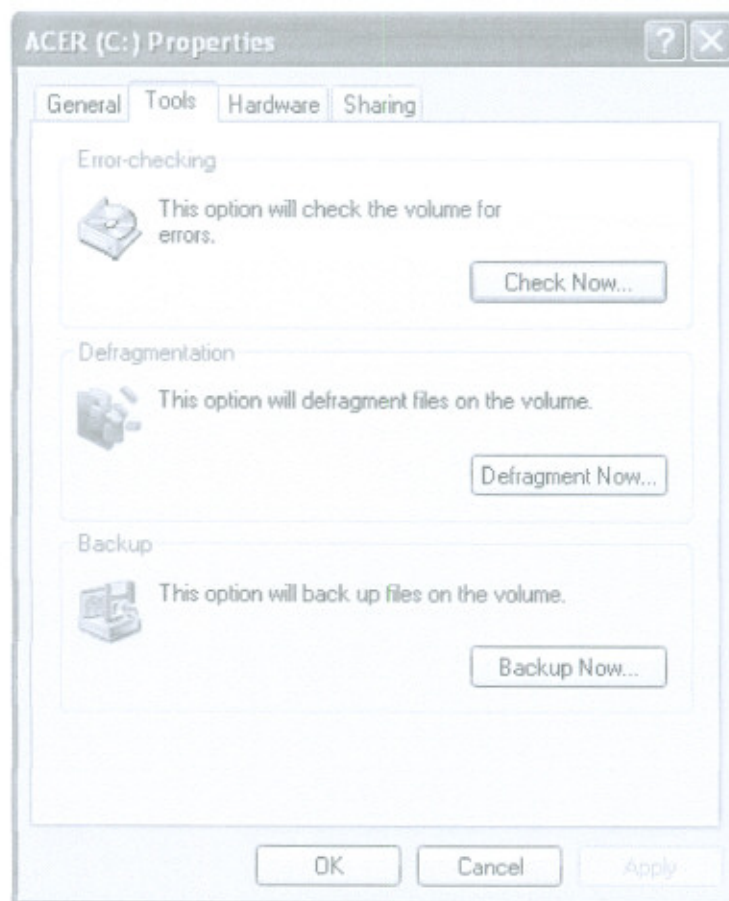 ACER (C:) Properties
General Tools Hardware Sharing
Error-checking
This option will check the volume for
errors.
Check Now...
Defragmentation
This option will defragment files on the volume.
Defragment Now...
Backup
This option will back up files on the volume.
Backup Now...
OK Cancel Apply